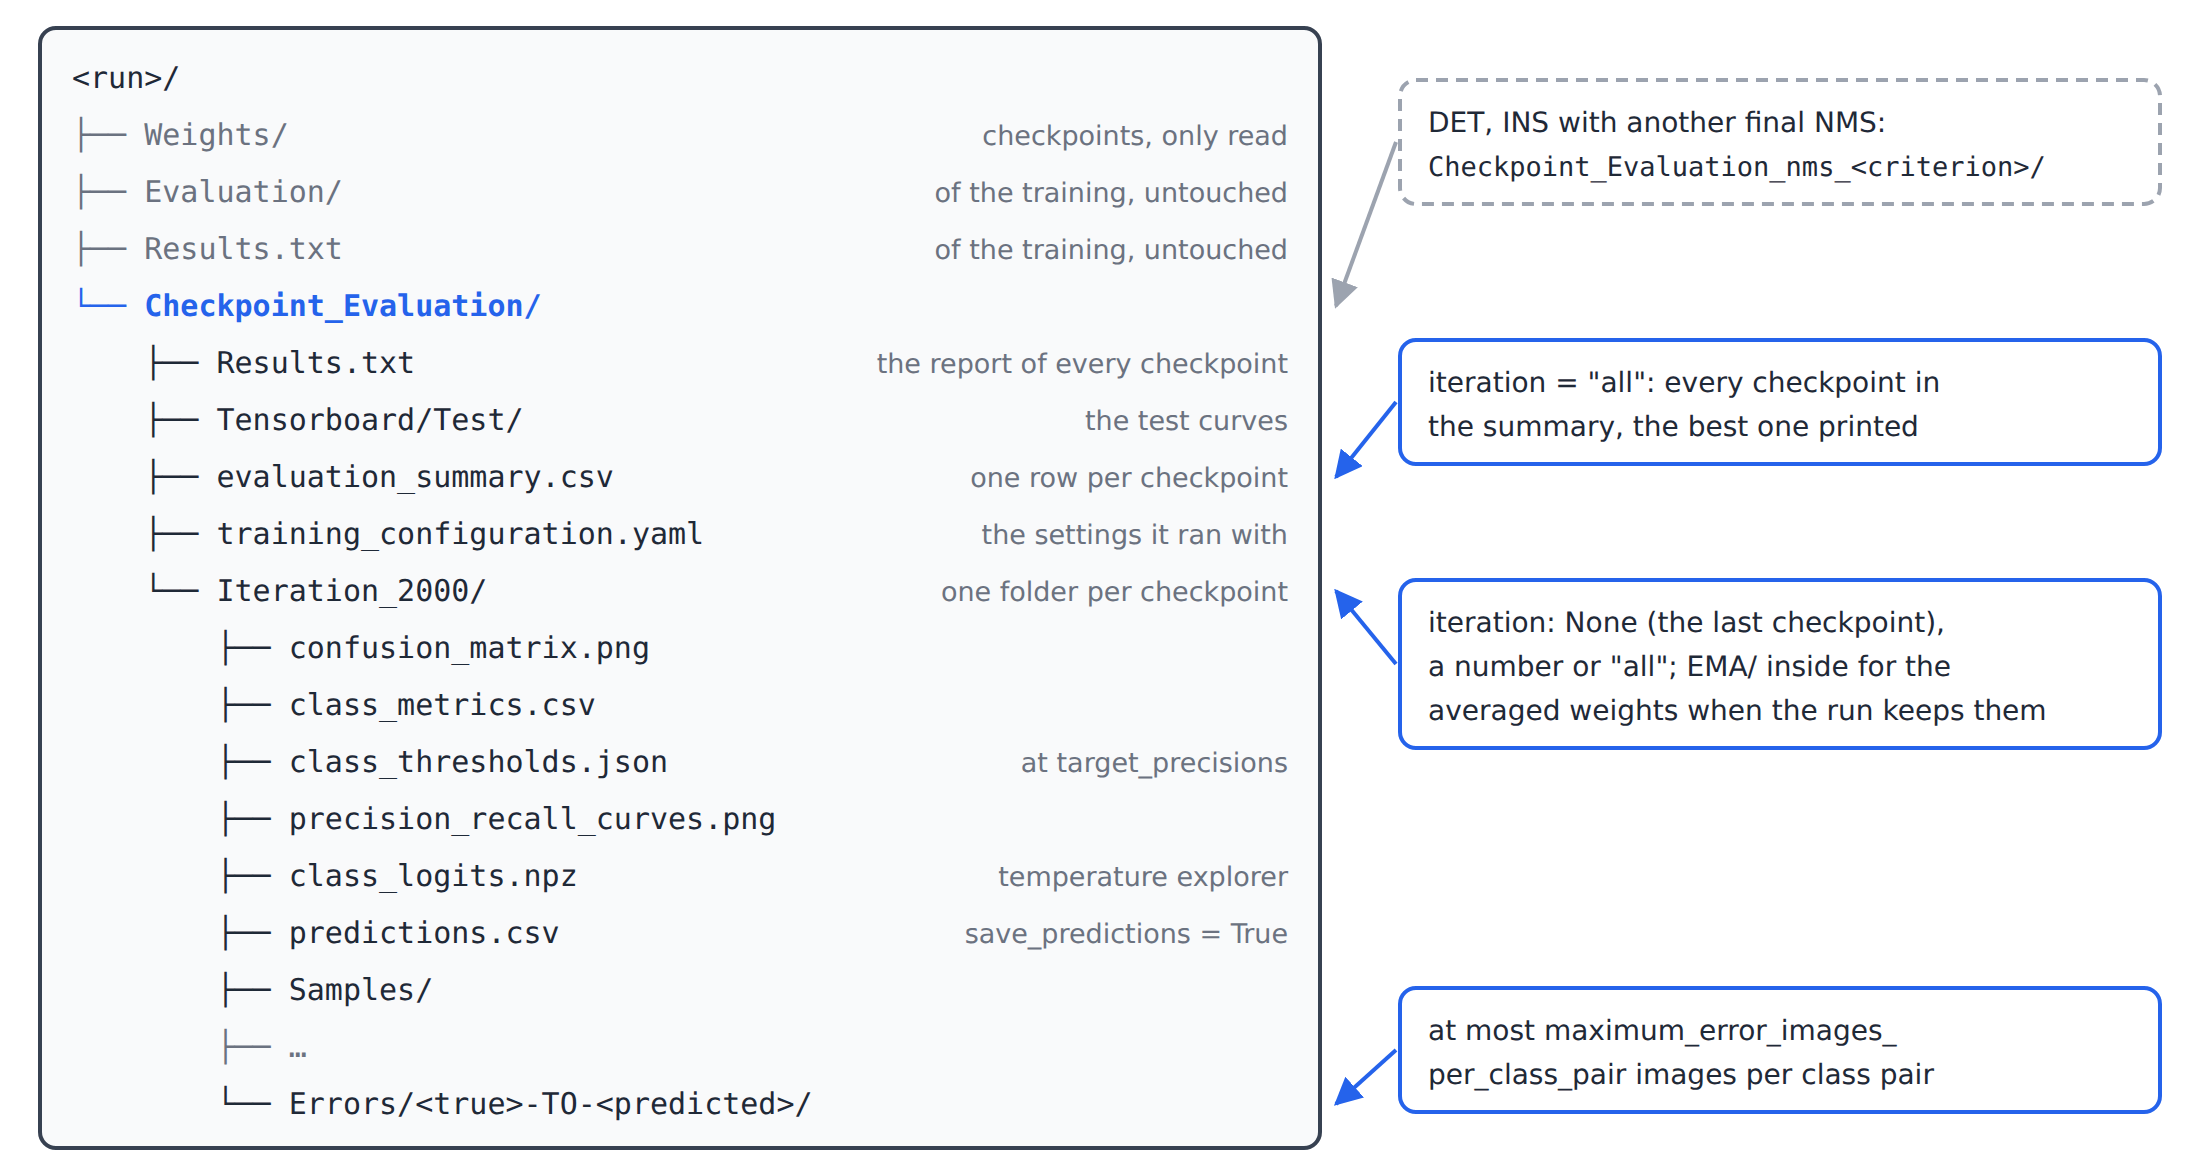 <run>/
├── Weights/ checkpoints, only read
├── Evaluation/ of the training, untouched
├── Results.txt of the training, untouched
└── Checkpoint_Evaluation/
├── Results.txt the report of every checkpoint
├── Tensorboard/Test/ the test curves
├── evaluation_summary.csv one row per checkpoint
├── training_configuration.yaml the settings it ran with
└── Iteration_2000/ one folder per checkpoint
├── confusion_matrix.png
├── class_metrics.csv
├── class_thresholds.json at target_precisions
├── precision_recall_curves.png
├── class_logits.npz temperature explorer
├── predictions.csv save_predictions = True
├── Samples/
├── …
└── Errors/<true>-TO-<predicted>/
DET, INS with another final NMS:
Checkpoint_Evaluation_nms_<criterion>/
iteration = "all": every checkpoint in
the summary, the best one printed
iteration: None (the last checkpoint),
a number or "all"; EMA/ inside for the
averaged weights when the run keeps them
at most maximum_error_images_
per_class_pair images per class pair